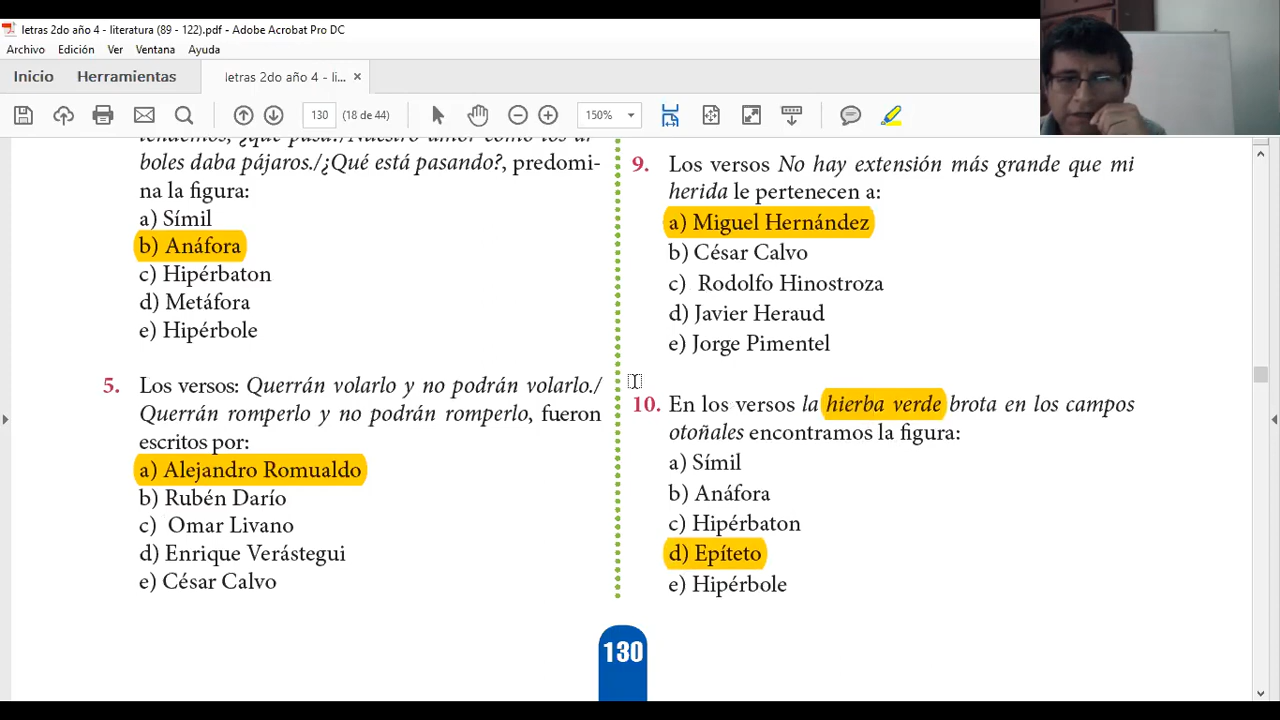 letras 2do año 4 - literatura (89 - 122).pdf - Adobe Acrobat Pro DC
Archivo Edición Ver Ventana Ayuda
Inicio Herramientas letras 2do año 4 - li... ×
130 (18 de 44) 150%
boles daba pájaros./¿Qué está pasando?, predomi-
na la figura:
a) Símil
b) Anáfora
c) Hipérbaton
d) Metáfora
e) Hipérbole
5. Los versos: Querrán volarlo y no podrán volarlo./
Querrán romperlo y no podrán romperlo, fueron
escritos por:
a) Alejandro Romualdo
b) Rubén Darío
c) Omar Livano
d) Enrique Verástegui
e) César Calvo
9. Los versos No hay extensión más grande que mi
herida le pertenecen a:
a) Miguel Hernández
b) César Calvo
c) Rodolfo Hinostroza
d) Javier Heraud
e) Jorge Pimentel
10. En los versos la hierba verde brota en los campos
otoñales encontramos la figura:
a) Símil
b) Anáfora
c) Hipérbaton
d) Epíteto
e) Hipérbole
130